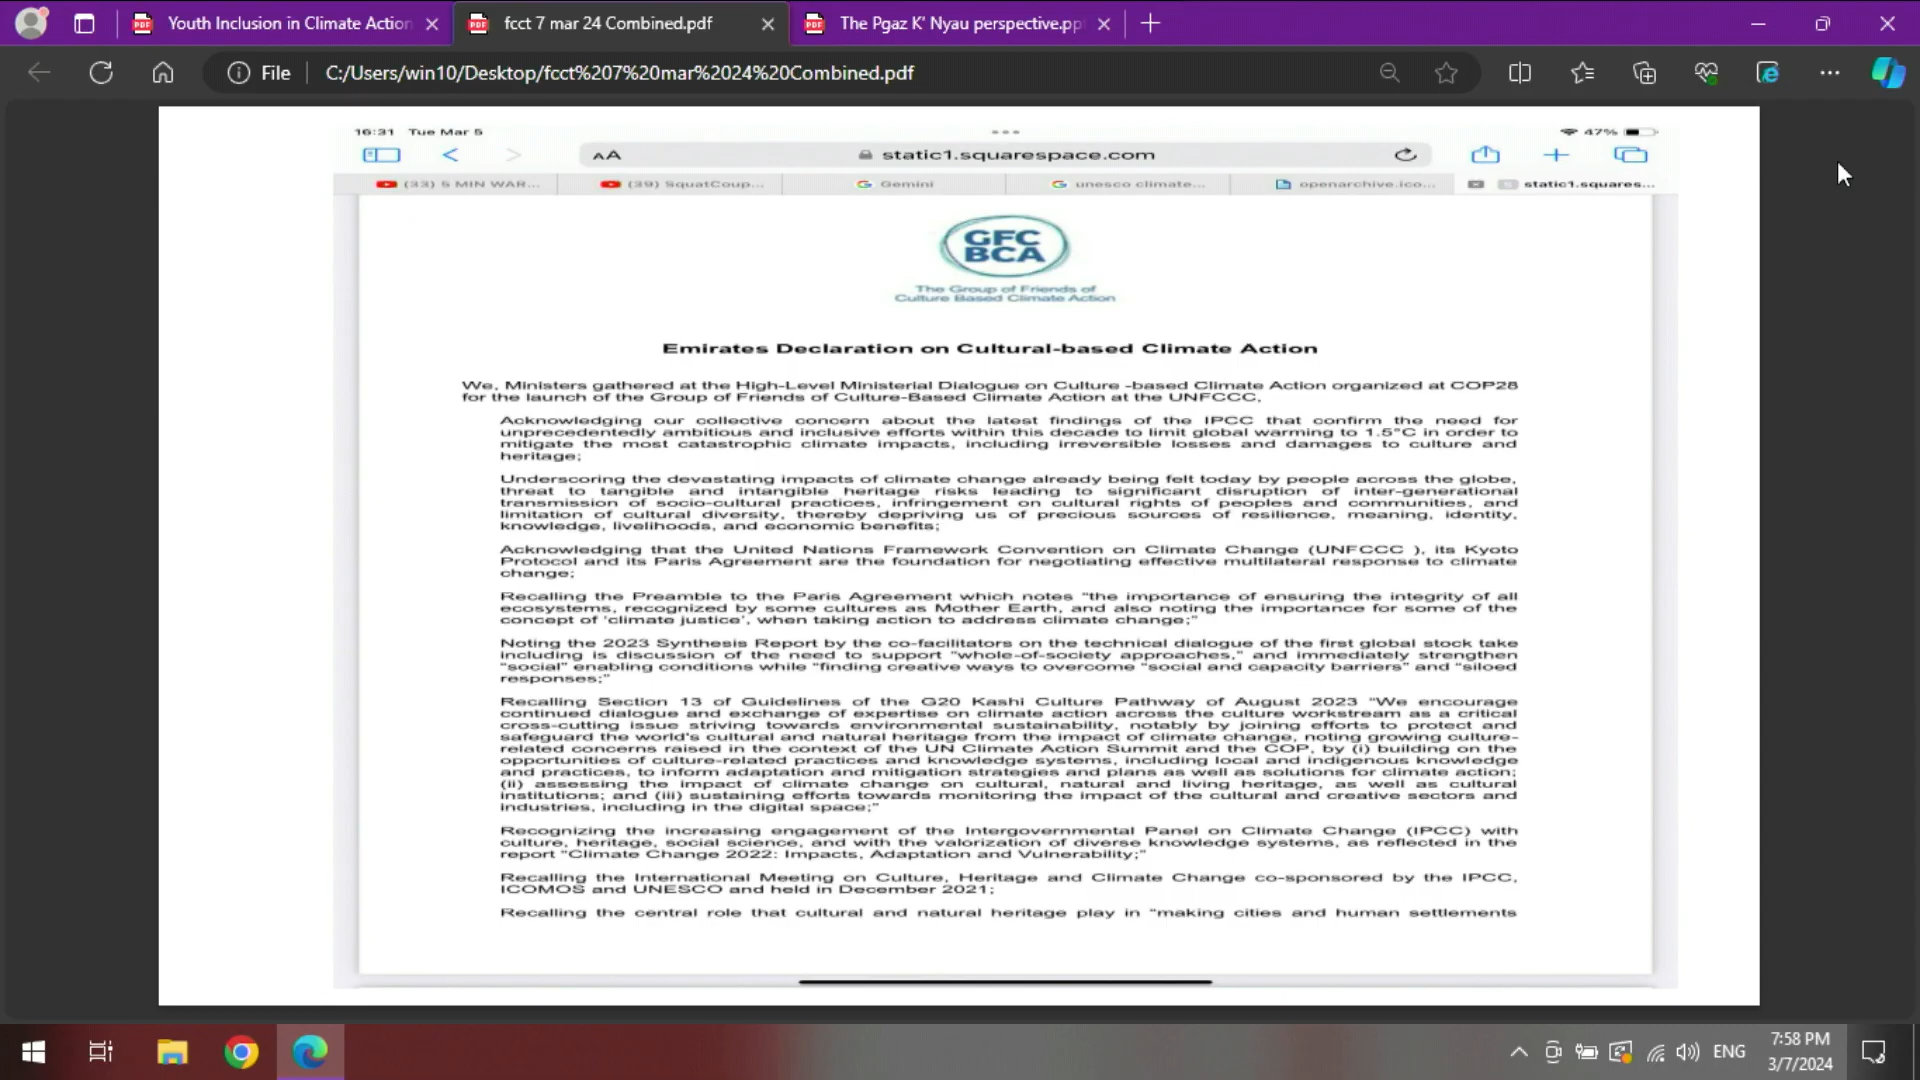 Youth Inclusion in Climate Action
fcct 7 mar 24 Combined.pdf
The Pgaz K' Nyau perspective.pp
File
C:/Users/win10/Desktop/fcct%207%20mar%2024%20Combined.pdf
16:31 Tue Mar 5
47%
AA
static1.squarespace.com
(33) 5 MIN WAR...
(39) SquatCoup...
Gemini
unesco climate...
openarchive.ico...
static1.squares...
GFC
BCA
The Group of Friends of
Culture Based Climate Action
Emirates Declaration on Cultural-based Climate Action
We, Ministers gathered at the High-Level Ministerial Dialogue on Culture -based Climate Action organized at COP28
for the launch of the Group of Friends of Culture-Based Climate Action at the UNFCCC,
Acknowledging our collective concern about the latest findings of the IPCC that confirm the need for
unprecedentedly ambitious and inclusive efforts within this decade to limit global warming to 1.5°C in order to
mitigate the most catastrophic climate impacts, including irreversible losses and damages to culture and
heritage;
Underscoring the devastating impacts of climate change already being felt today by people across the globe,
threat to tangible and intangible heritage risks leading to significant disruption of inter-generational
transmission of socio-cultural practices, infringement on cultural rights of peoples and communities, and
limitation of cultural diversity, thereby depriving us of precious sources of resilience, meaning, identity,
knowledge, livelihoods, and economic benefits;
Acknowledging that the United Nations Framework Convention on Climate Change (UNFCCC ), its Kyoto
Protocol and its Paris Agreement are the foundation for negotiating effective multilateral response to climate
change;
Recalling the Preamble to the Paris Agreement which notes "the importance of ensuring the integrity of all
ecosystems, recognized by some cultures as Mother Earth, and also noting the importance for some of the
concept of 'climate justice', when taking action to address climate change;"
Noting the 2023 Synthesis Report by the co-facilitators on the technical dialogue of the first global stock take
including is discussion of the need to support "whole-of-society approaches," and immediately strengthen
"social" enabling conditions while "finding creative ways to overcome "social and capacity barriers" and "siloed
responses;"
Recalling Section 13 of Guidelines of the G20 Kashi Culture Pathway of August 2023 "We encourage
continued dialogue and exchange of expertise on climate action across the culture workstream as a critical
cross-cutting issue striving towards environmental sustainability, notably by joining efforts to protect and
safeguard the world's cultural and natural heritage from the impact of climate change, noting growing culture-
related concerns raised in the context of the UN Climate Action Summit and the COP, by (i) building on the
opportunities of culture-related practices and knowledge systems, including local and indigenous knowledge
and practices, to inform adaptation and mitigation strategies and plans as well as solutions for climate action;
(ii) assessing the impact of climate change on cultural, natural and living heritage, as well as cultural
institutions; and (iii) sustaining efforts towards monitoring the impact of the cultural and creative sectors and
industries, including in the digital space;"
Recognizing the increasing engagement of the Intergovernmental Panel on Climate Change (IPCC) with
culture, heritage, social science, and with the valorization of diverse knowledge systems, as reflected in the
report "Climate Change 2022: Impacts, Adaptation and Vulnerability;"
Recalling the International Meeting on Culture, Heritage and Climate Change co-sponsored by the IPCC,
ICOMOS and UNESCO and held in December 2021;
Recalling the central role that cultural and natural heritage play in "making cities and human settlements
ENG
7:58 PM
3/7/2024